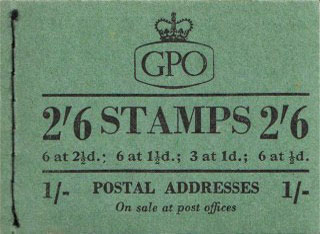 GPO
2/6 STAMPS 2/6
6 at 2½d.; 6 at 1½d.; 3 at 1d.; 6 at ½d.
1/- POSTAL ADDRESSES 1/-
On sale at post offices